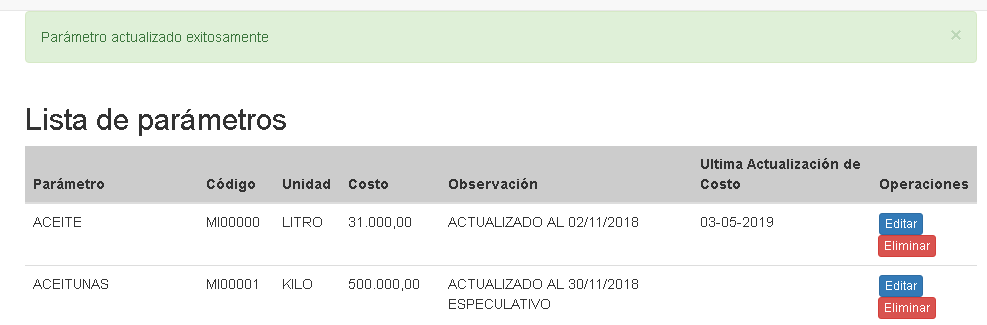 Parámetro actualizado exitosamente ×
Lista de parámetros
Parámetro Código Unidad Costo Observación Ultima Actualización de Costo Operaciones
ACEITE MI00000 LITRO 31.000,00 ACTUALIZADO AL 02/11/2018 03-05-2019 Editar
Eliminar
ACEITUNAS MI00001 KILO 500.000,00 ACTUALIZADO AL 30/11/2018 Editar
ESPECULATIVO Eliminar